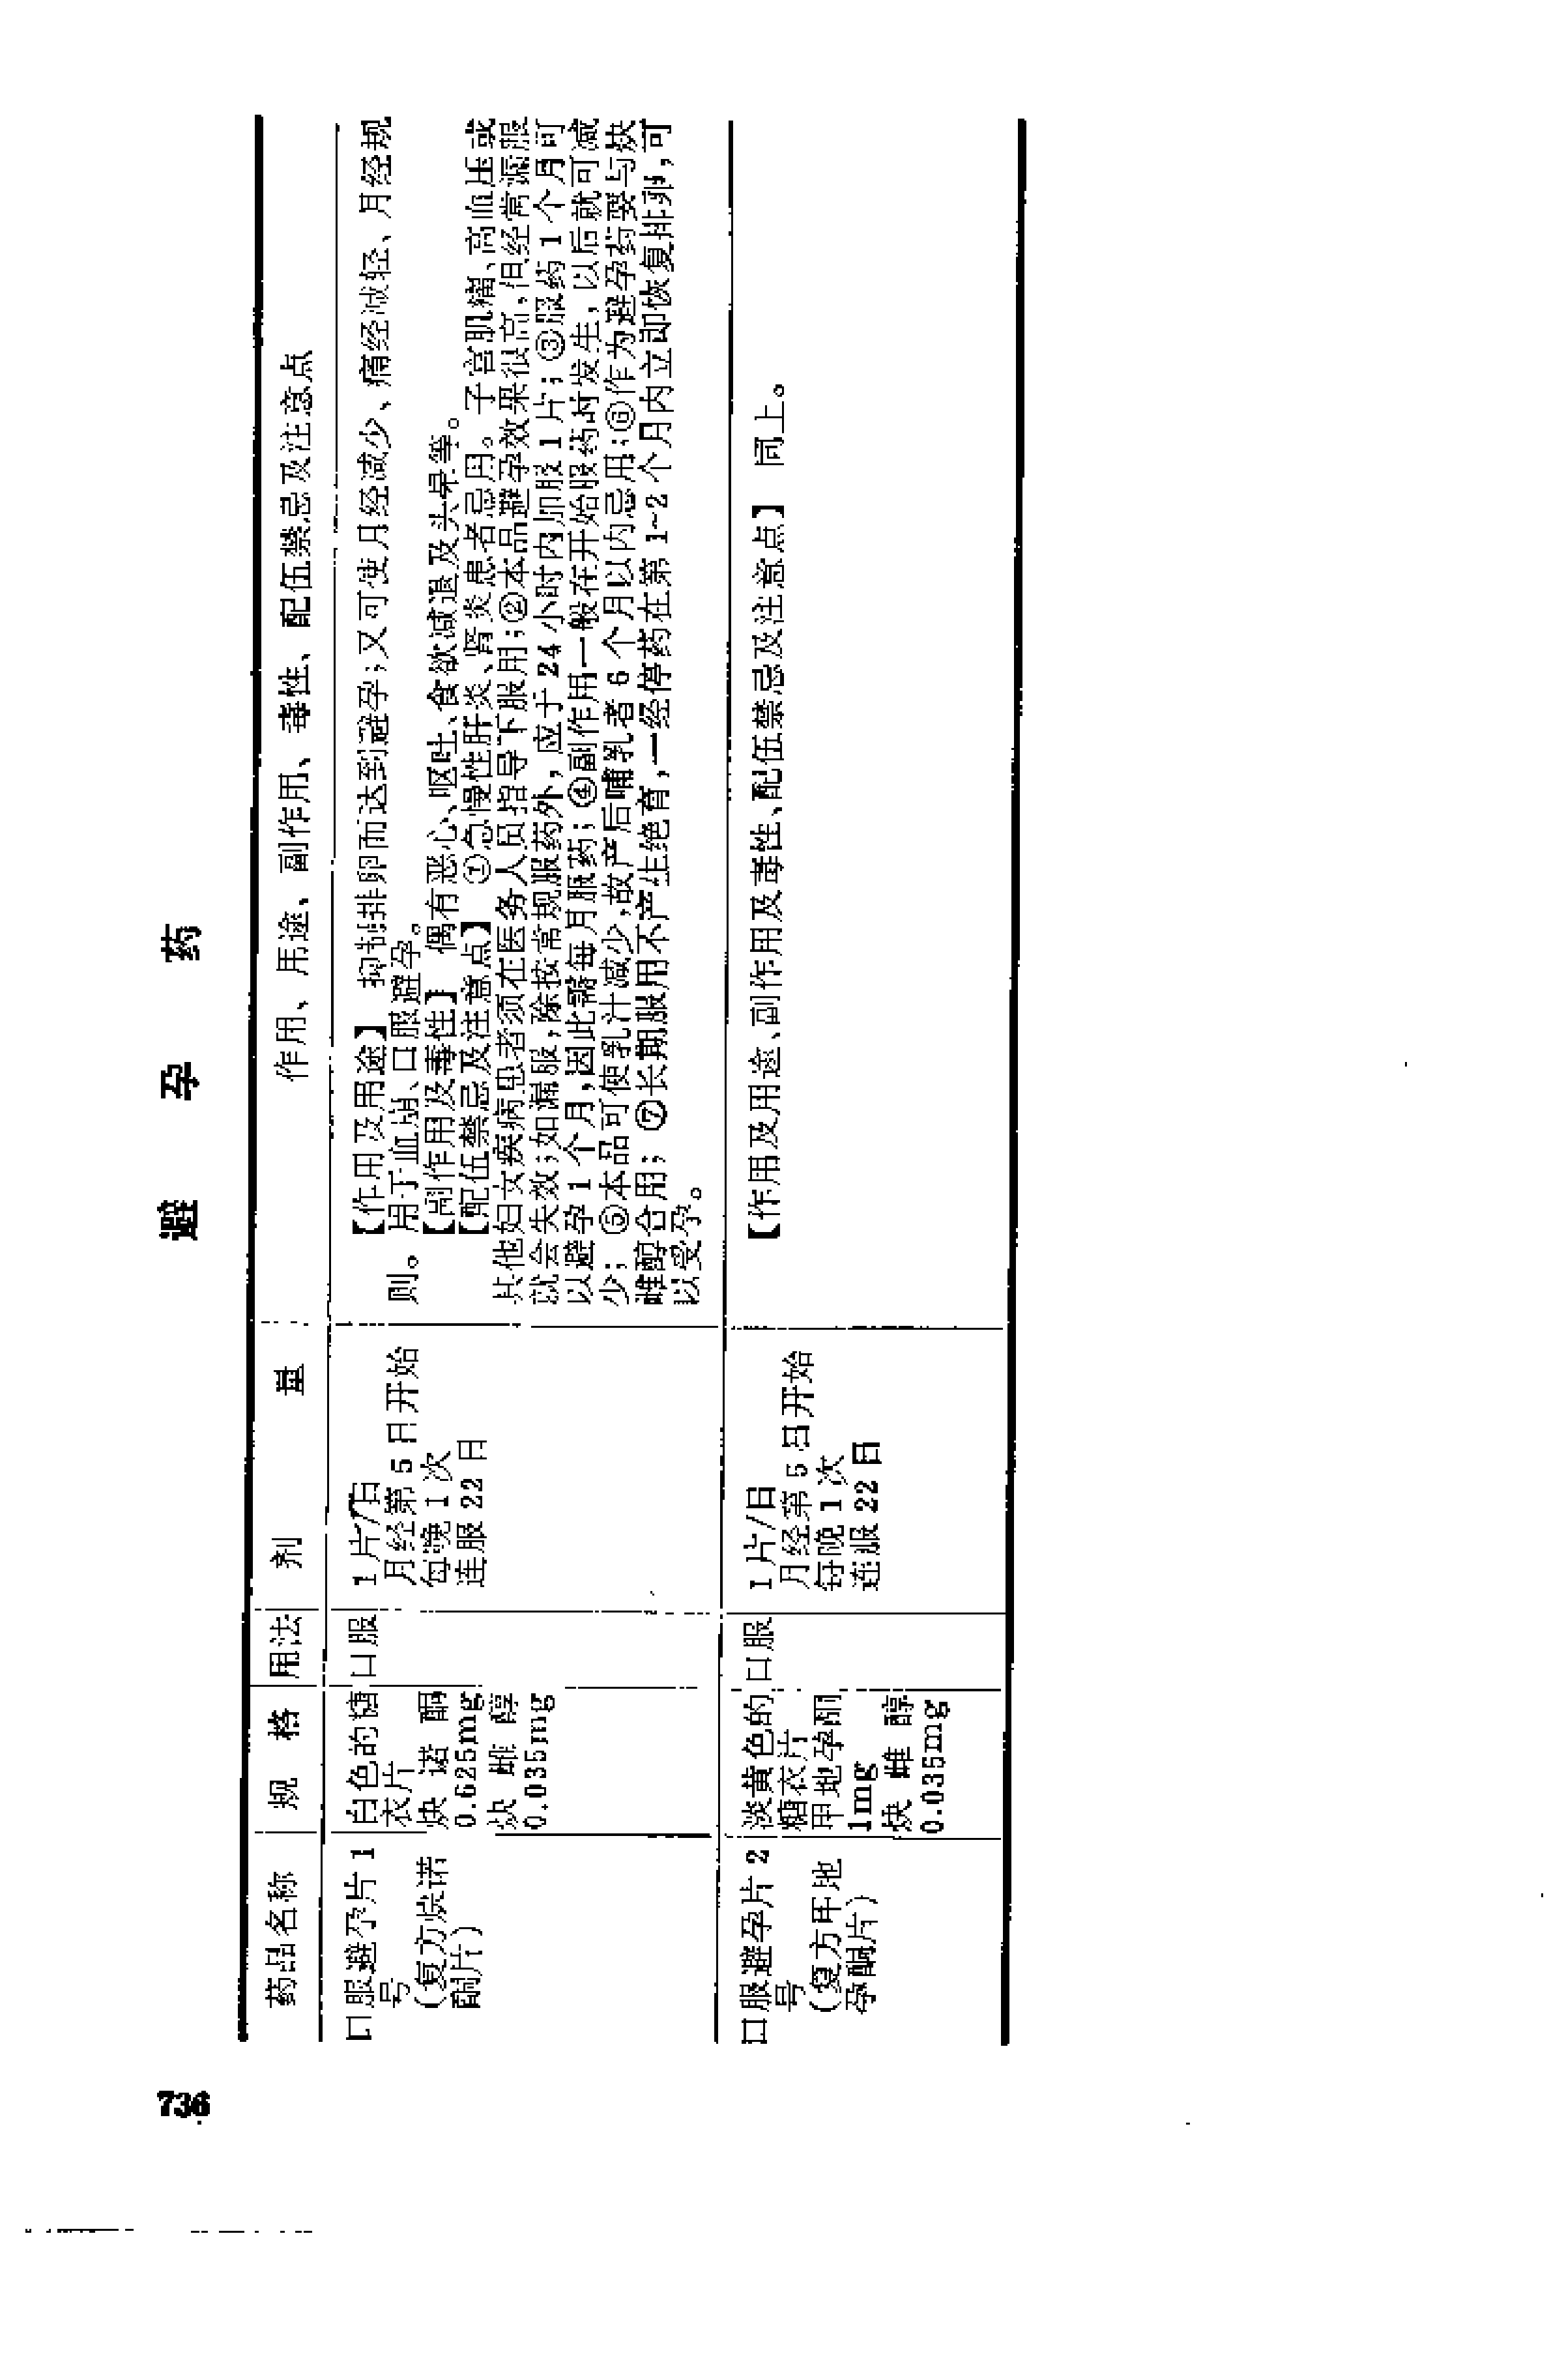 736
避孕药
药品名称 规格 用法 剂量 作用、用途、副作用、毒性、配伍禁忌及注意点
口服避孕片1
号
(复方炔诺
酮片)
白色的糖
衣片
炔诺酮
0.625mg
炔雌醇
0.035mg
口服
1片/日
月经第5日开始
每晚1次
连服22日
【作用及用途】 抑制排卵而达到避孕;又可使月经减少、痛经减轻、月经规
则。用于血崩、口服避孕。
【副作用及毒性】 偶有恶心、呕吐、食欲减退及头晕等。
【配伍禁忌及注意点】 ①急慢性肝炎、肾炎患者忌用。子宫肌瘤、高血压或
其他妇女疾病患者须在医务人员指导下服用;②本品避孕效果很高,但经常漏服
就会失效;如漏服,除按常规服药外,应于24小时内加服1片;③服药1个月可
以避孕1个月,因此需每月服药;④副作用一般在开始服药时发生,以后就可减
少;⑤本品可使乳汁减少,故产后哺乳者6个月以内忌用;⑥作为避孕药要与炔
雌醇合用;⑦长期服用不产生绝育,一经停药在第1~2个月内立即恢复排卵,可
以受孕。
口服避孕片2
号
(复方甲地
孕酮片)
淡黄色的
糖衣片
甲地孕酮
1mg
炔雌醇
0.035mg
口服
1片/日
月经第5日开始
每晚1次
连服22日
【作用及用途、副作用及毒性、配伍禁忌及注意点】 同上。